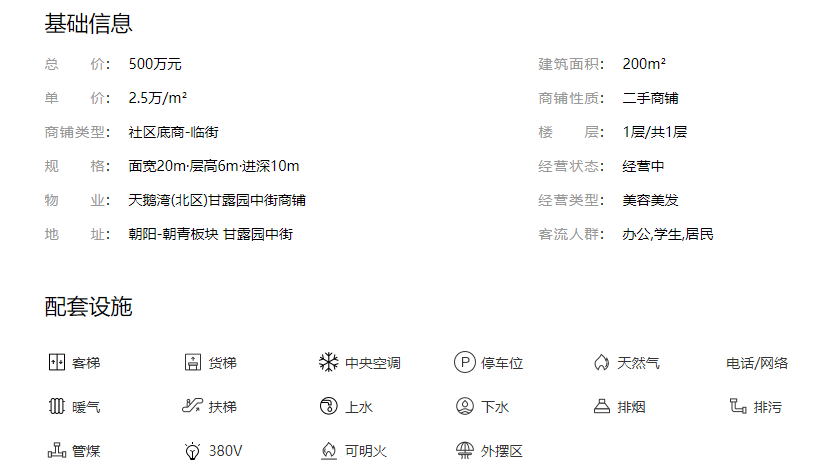 基础信息
总 价： 500万元 建筑面积： 200m²
单 价： 2.5万/m² 商铺性质： 二手商铺
商铺类型： 社区底商-临街 楼 层： 1层/共1层
规 格： 面宽20m·层高6m·进深10m 经营状态： 经营中
物 业： 天鹅湾(北区)甘露园中街商铺 经营类型： 美容美发
地 址： 朝阳-朝青板块 甘露园中街 客流人群： 办公,学生,居民
配套设施
客梯 货梯 中央空调 P 停车位 天然气 电话/网络
暖气 扶梯 上水 下水 排烟 排污
管煤 380V 可明火 外摆区